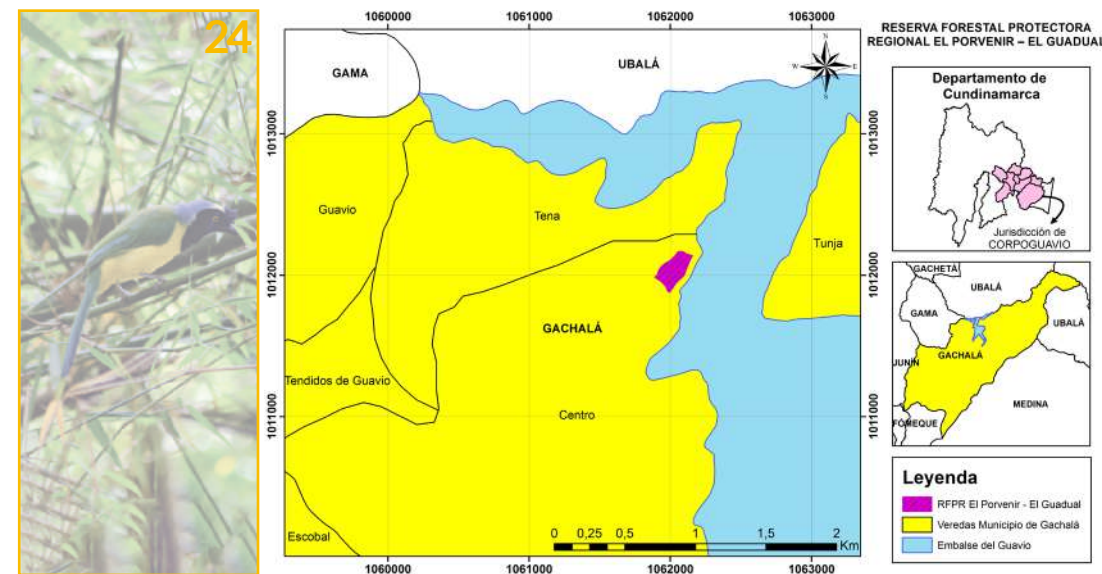 24
1060000 1061000 1062000 1063000
GAMA
UBALÁ
N
W E
S
1013000 1013000
Guavio
Tena
Tunja
1012000 1012000
GACHALÁ
Tendidos de Guavio
Centro
1011000 1011000
Escobal
0 0,25 0,5 1 1,5 2
Km
1060000 1061000 1062000 1063000
RESERVA FORESTAL PROTECTORA
REGIONAL EL PORVENIR – EL GUADUAL
Departamento de
Cundinamarca
Jurisdicción de
CORPOGUAVIO
GACHETÁ
UBALÁ
GAMA
UBALÁ
JUNÍN
GACHALÁ
MEDINA
FÓMEQUE
Leyenda
RFPR El Porvenir - El Guadual
Veredas Municipio de Gachalá
Embalse del Guavio